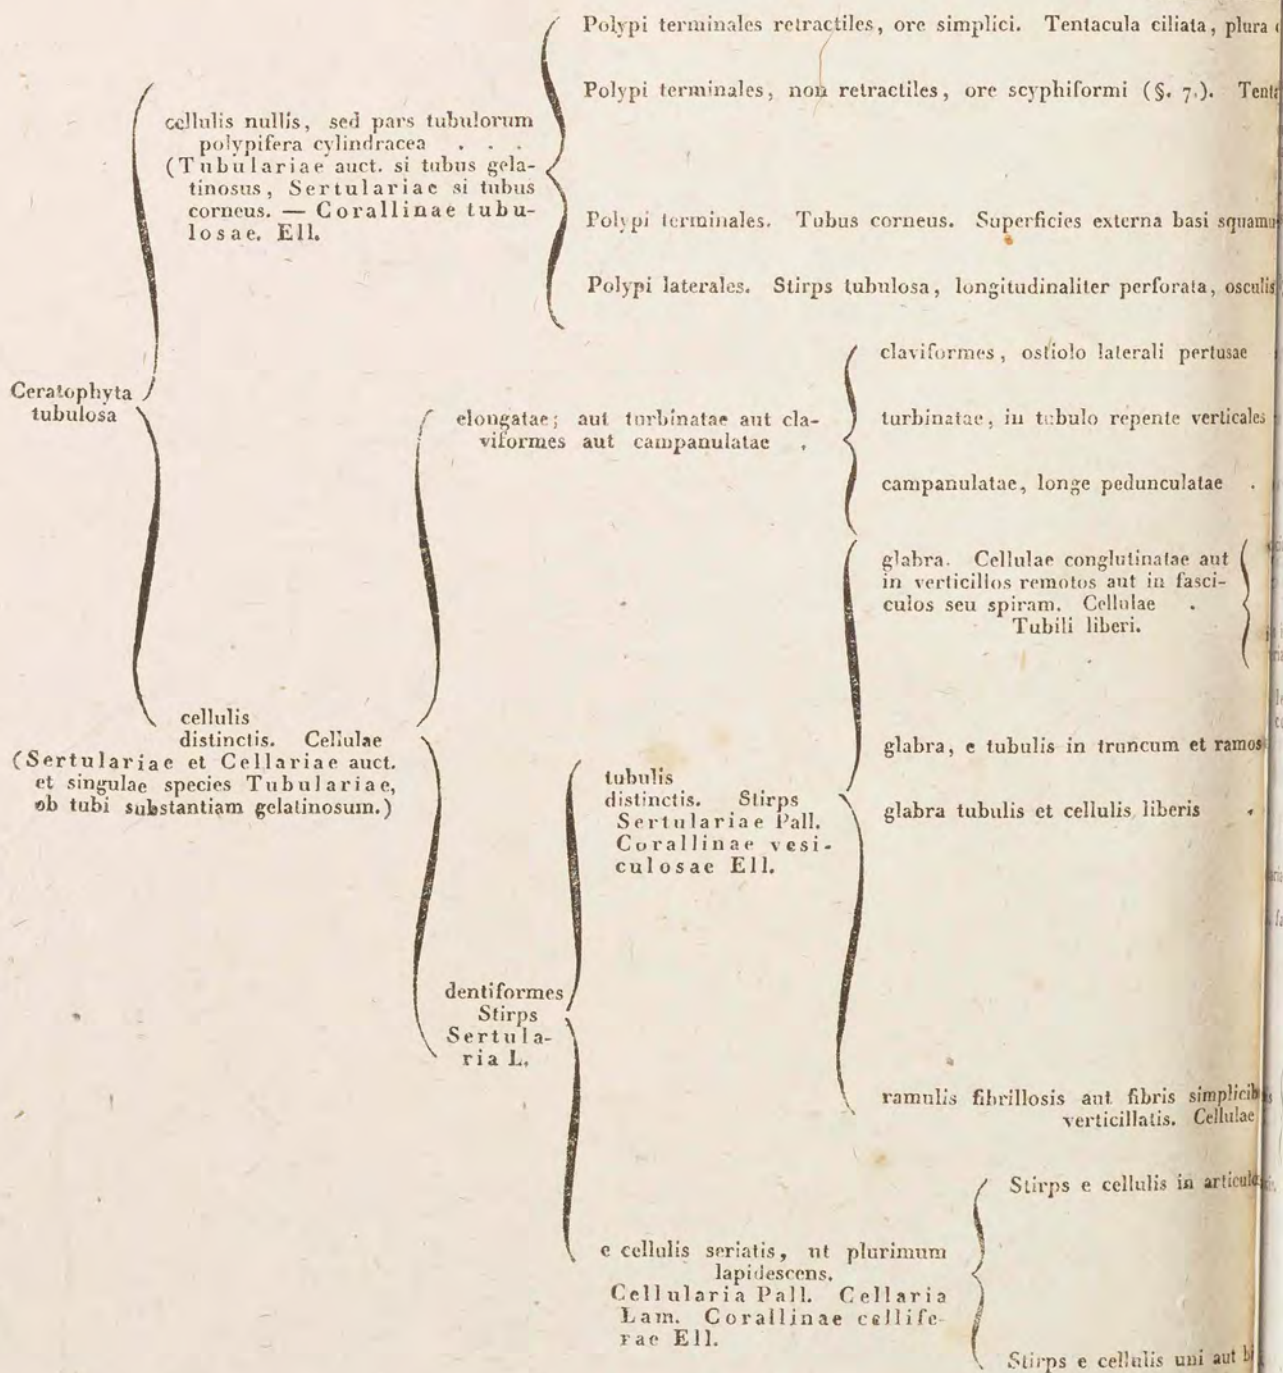 Polypi terminales retractiles, ore simplici. Tentacula ciliata, plura
Polypi terminales, non retractiles, ore scyphiformi (§. 7.).
cellulis nullis, sed pars tubulorum
polypifera cylindracea . . .
(Tubulariae auct. si tubus gela-
tinosus, Sertulariae si tubus
corneus. — Corallinae tubu-
losae. Ell.
Polypi terminales. Tubus corneus. Superficies externa basi
Polypi laterales. Stirps tubulosa, longitudinaliter perforata, osculis
Ceratophyta
tubulosa
elongatae; aut turbinatae aut cla-
viformes aut campanulatae .
claviformes, ostiolo laterali pertusae
turbinatae, in tubulo repente verticales
campanulatae, longe pedunculatae .
glabra. Cellulae conglutinatae aut
in verticillos remotos aut in fasci-
culos seu spiram. Cellulae .
Tubili liberi.
cellulis
distinctis. Cellulae
(Sertulariae et Cellariae auct.
et singulae species Tubulariae,
ob tubi substantiam gelatinosum.)
glabra, e tubulis in truncum et ramos
tubulis
distinctis. Stirps
Sertulariae Pall.
Corallinae vesi-
culosae Ell.
glabra tubulis et cellulis liberis .
dentiformes
Stirps
Sertula-
ria L.
ramulis fibrillosis aut fibris
verticillatis. Cellulae
Stirps e cellulis in
e cellulis seriatis, ut plurimum
lapidescens.
Cellularia Pall. Cellaria
Lam. Corallinae cellife-
rae Ell.
Stirps e cellulis uni aut